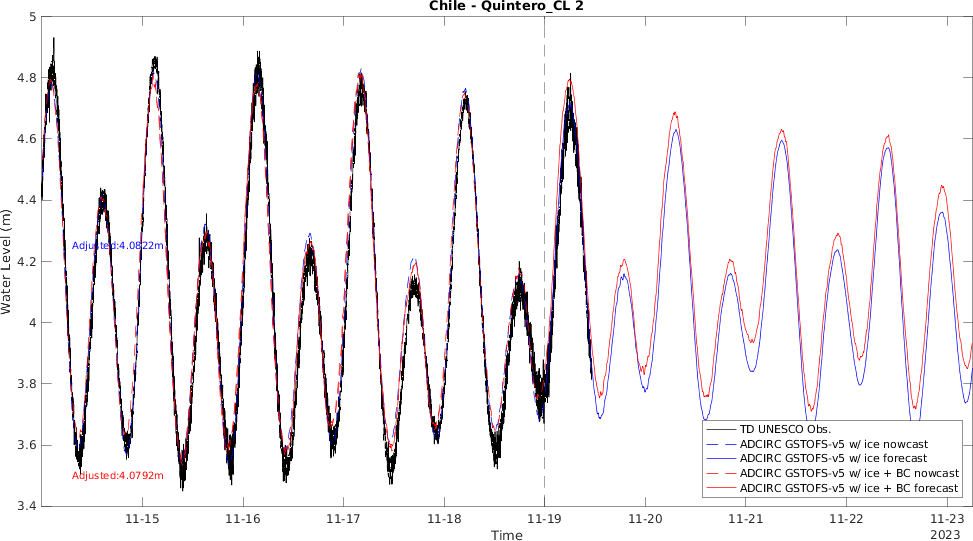 Chile - Quintero_CL 2
5
4.8
4.6
4.4
4.2
4
3.8
3.6
3.4
Water Level (m)
Adjusted:4.0822m
Adjusted:4.0792m
TD UNESCO Obs.
ADCIRC GSTOFS-v5 w/ ice nowcast
ADCIRC GSTOFS-v5 w/ ice forecast
ADCIRC GSTOFS-v5 w/ ice + BC nowcast
ADCIRC GSTOFS-v5 w/ ice + BC forecast
11-15 11-16 11-17 11-18 11-19 11-20 11-21 11-22 11-23
2023
Time